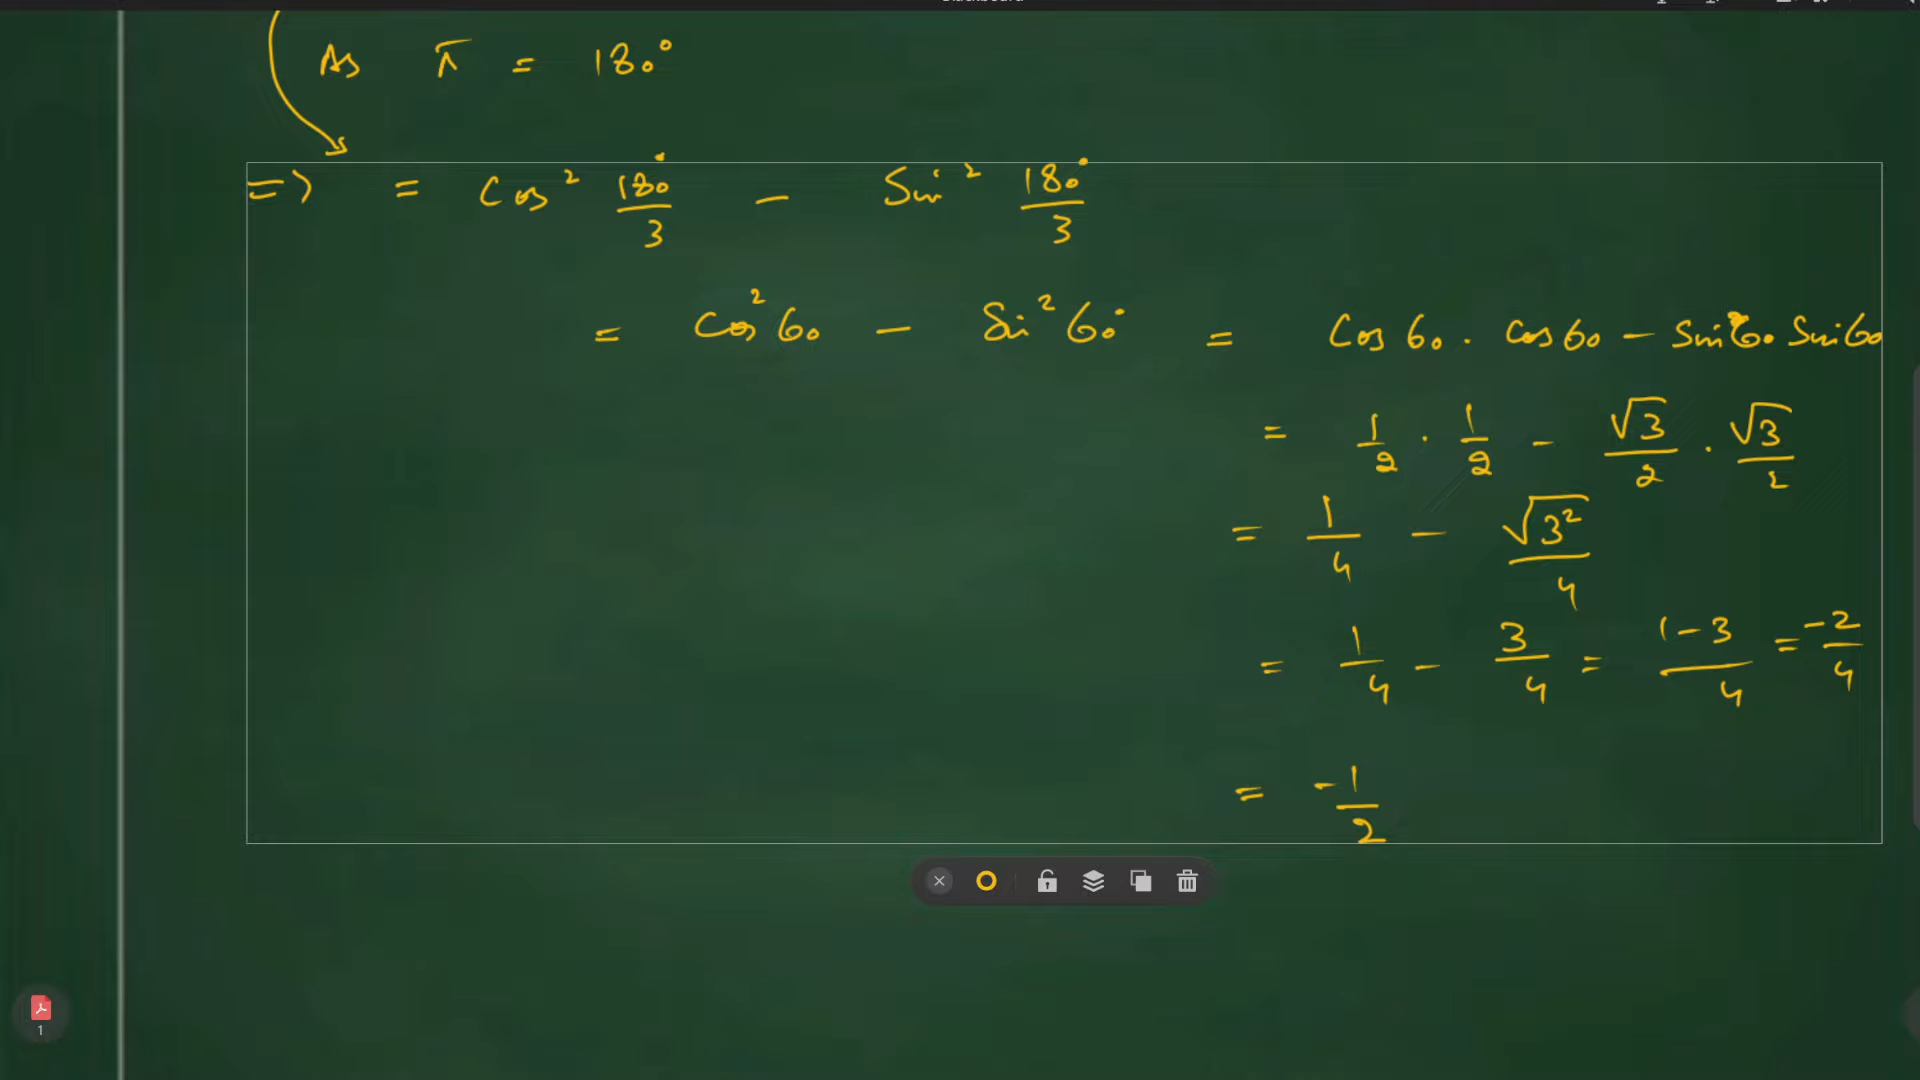 As π = 180°
=> = Cos² 180°/3 - Sin² 180°/3
= Cos² 60 - Sin² 60° = Cos 60 . Cos 60 - Sin 60 Sin 60
= 1/2 . 1/2 - √3/2 . √3/2
= 1/4 - √3²/4
= 1/4 - 3/4 = 1-3/4 = -2/4
= -1/2
1